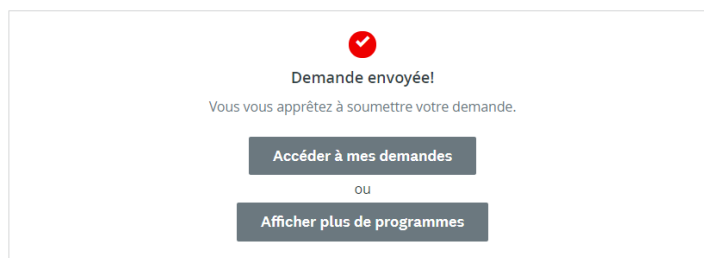 Demande envoyée!
Vous vous apprêtez à soumettre votre demande.
Accéder à mes demandes
ou
Afficher plus de programmes